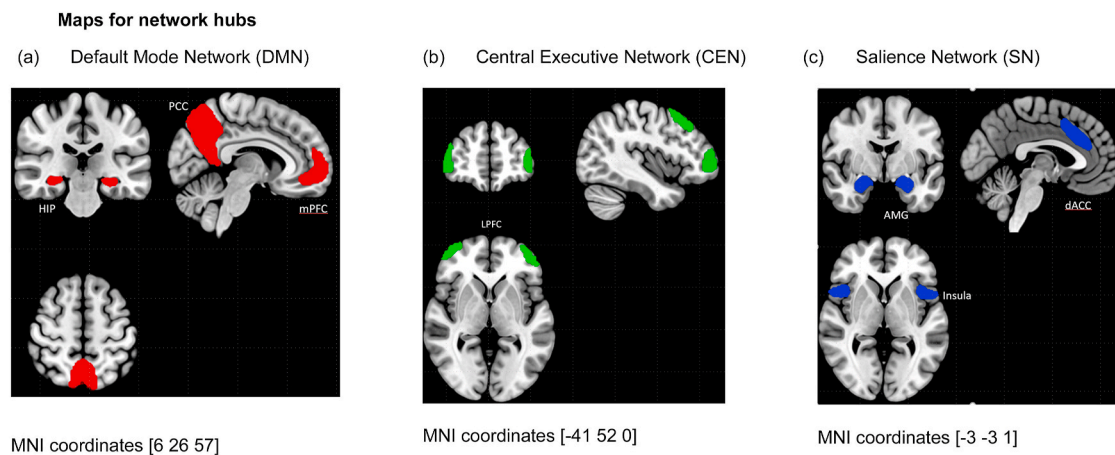 Maps for network hubs
(a) Default Mode Network (DMN)
PCC
HIP
mPFC
MNI coordinates [6 26 57]
(b) Central Executive Network (CEN)
LPFC
MNI coordinates [-41 52 0]
(c) Salience Network (SN)
AMG
dACC
Insula
MNI coordinates [-3 -3 1]